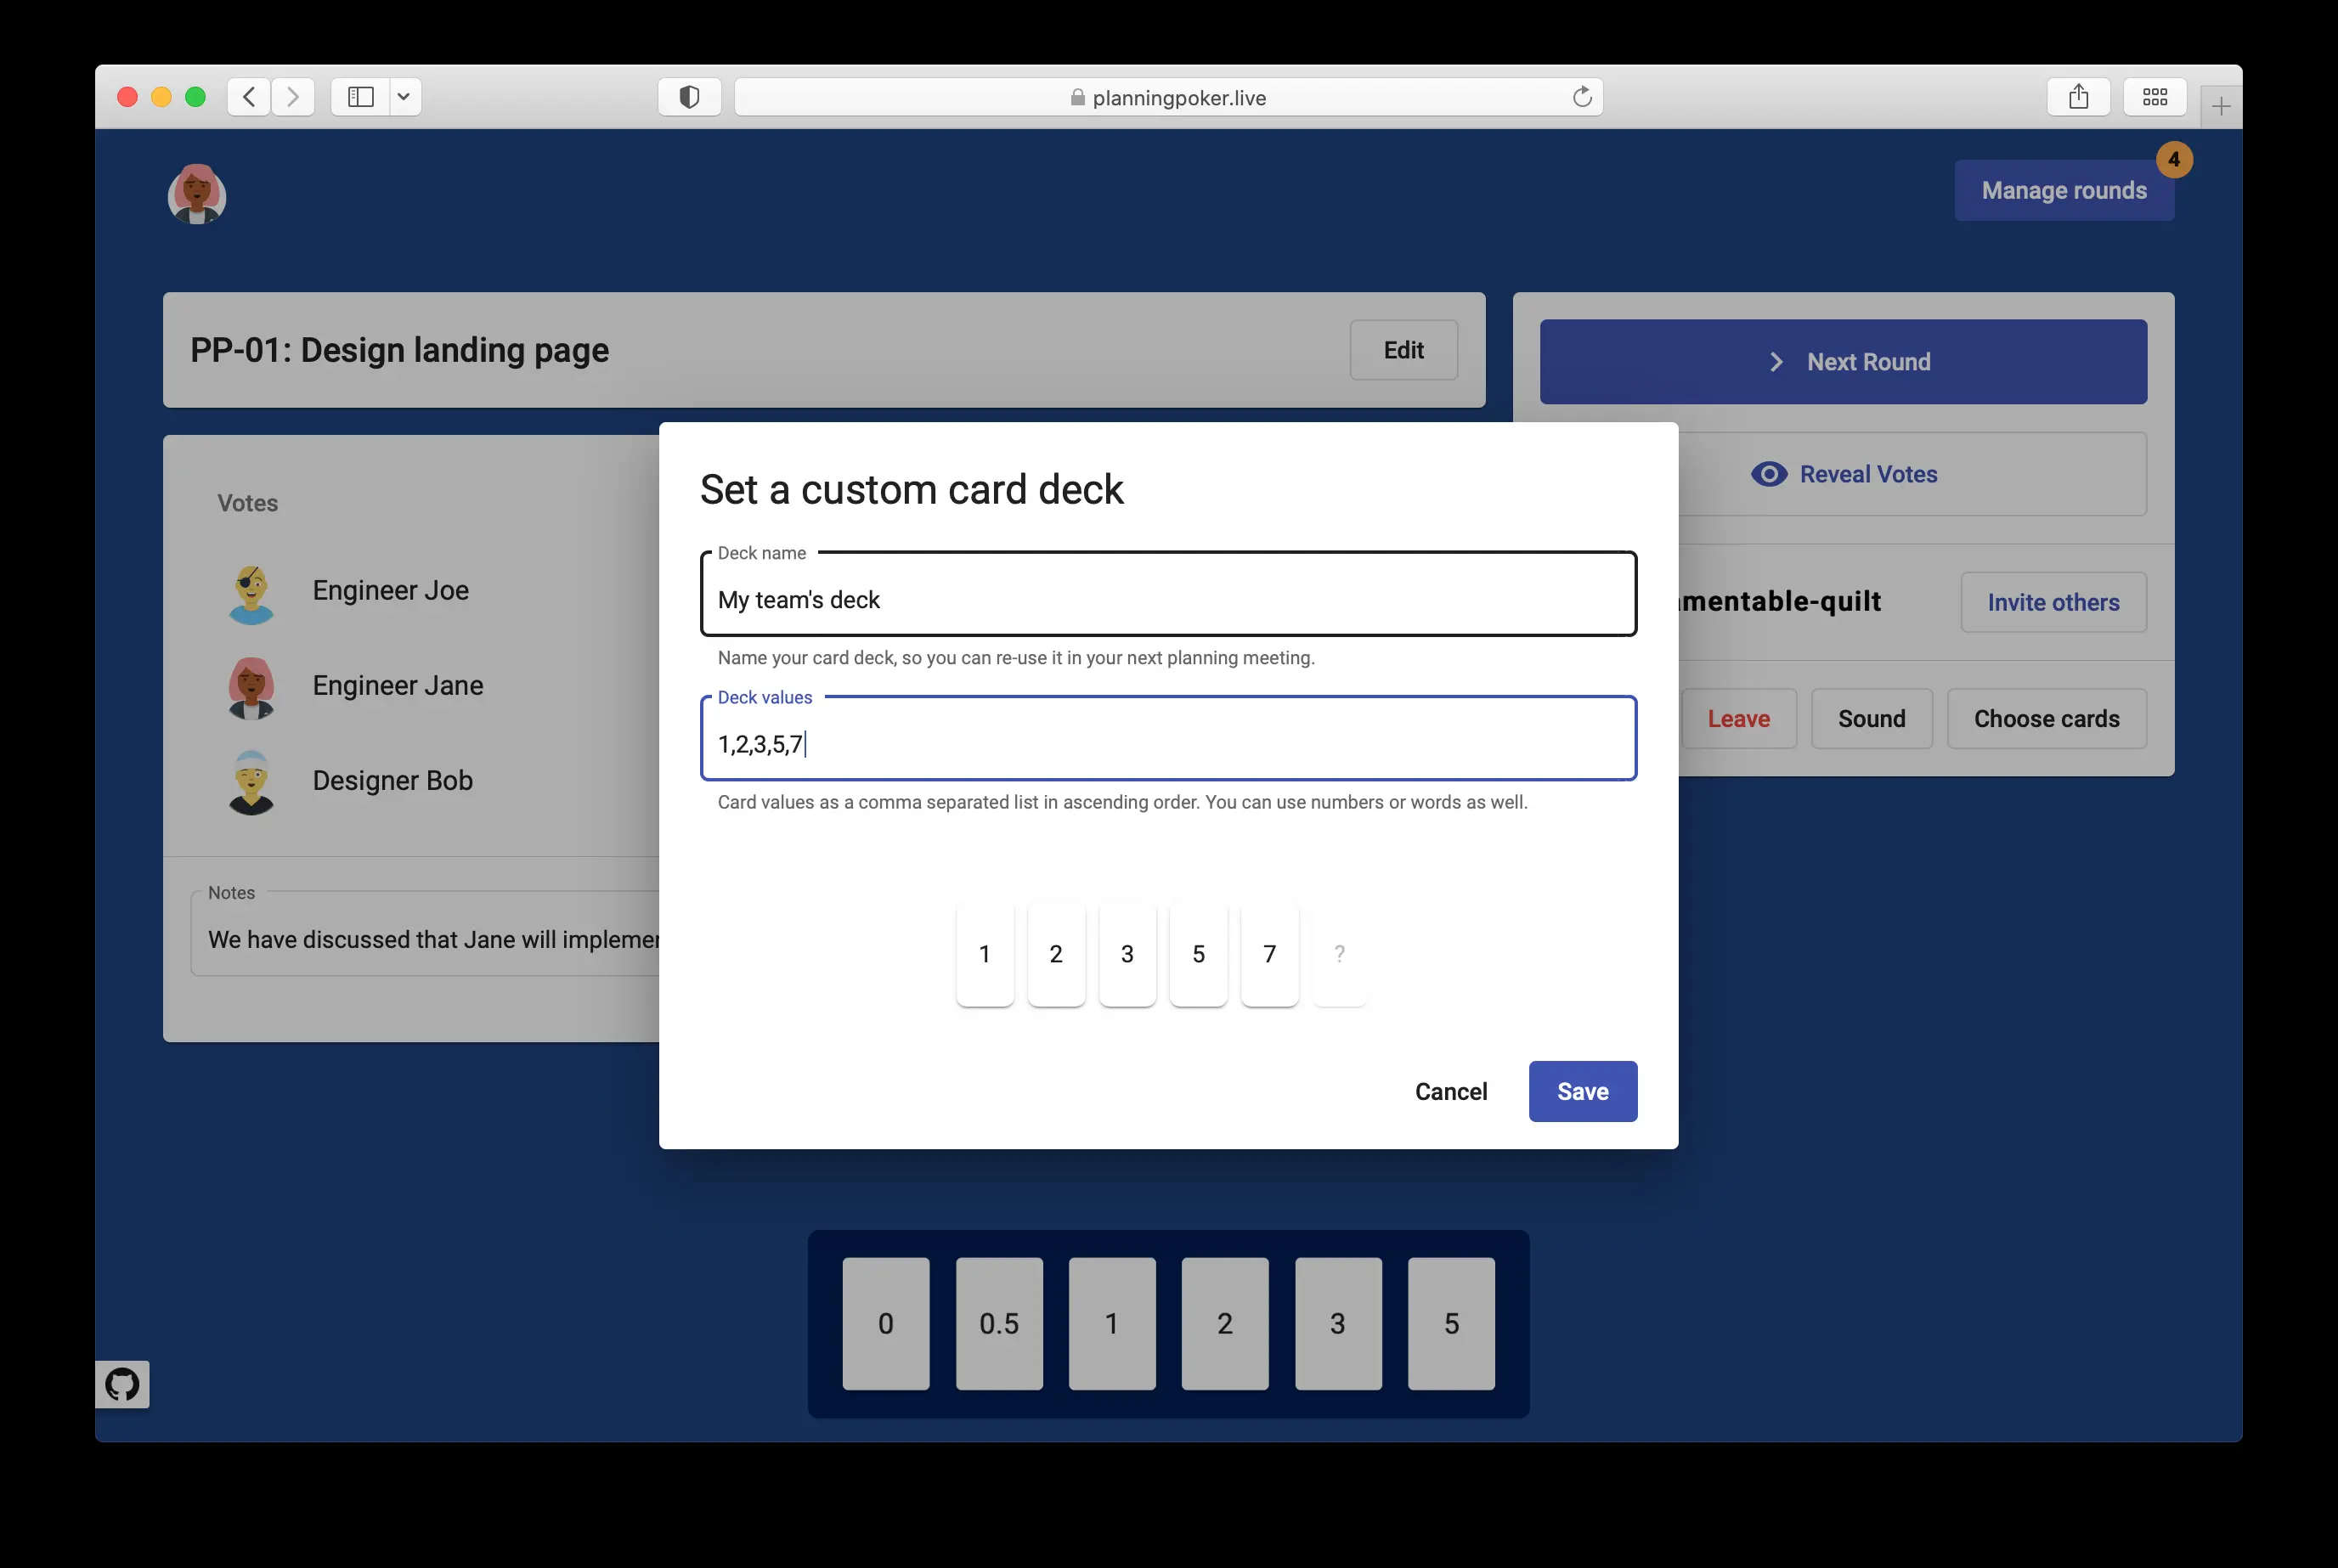 planningpoker.live
4
Manage rounds
PP-01: Design landing page
Edit
Next Round
Reveal Votes
Votes
Engineer Joe
Engineer Jane
Designer Bob
Notes
We have discussed that Jane will
Set a custom card deck
Deck name
My team's deck
Name your card deck, so you can re-use it in your next planning meeting.
Deck values
1,2,3,5,7
Card values as a comma separated list in ascending order. You can use numbers or words as well.
1 2 3 5 7 ?
Cancel
Save
Invite others
Leave
Sound
Choose cards
0 0.5 1 2 3 5